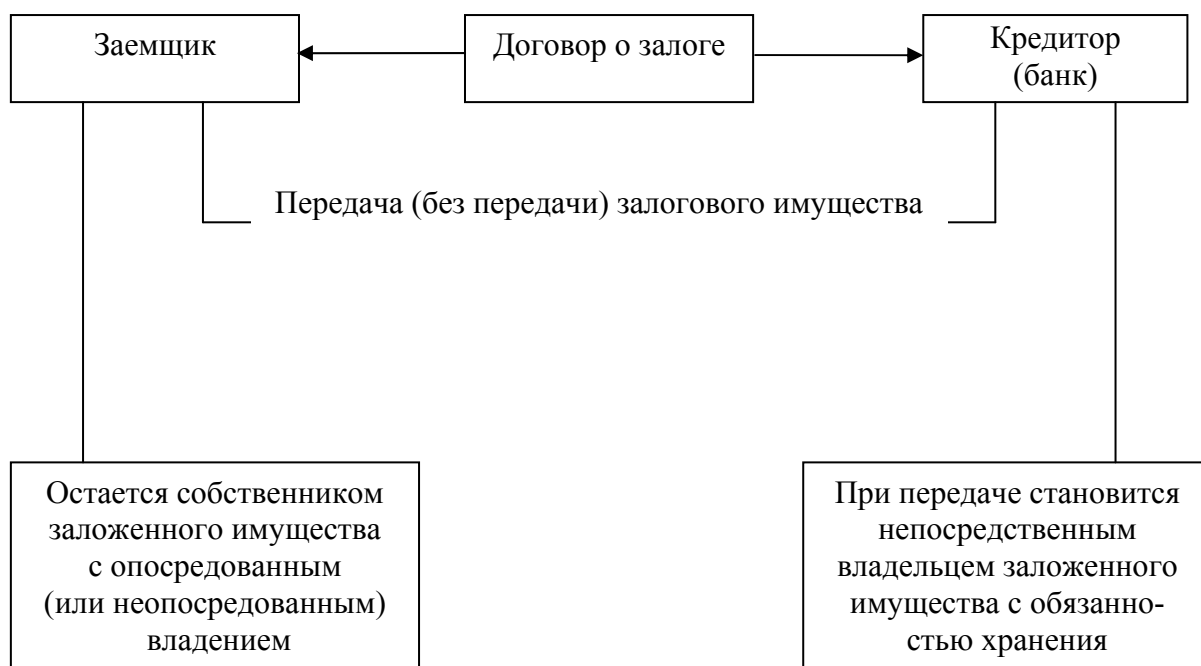 Заемщик
Договор о залоге
Кредитор
(банк)
Передача (без передачи) залогового имущества
Остается собственником
заложенного имущества
с опосредованным
(или неопосредованным)
владением
При передаче становится
непосредственным
владельцем заложенного
имущества с обязанно-
стью хранения